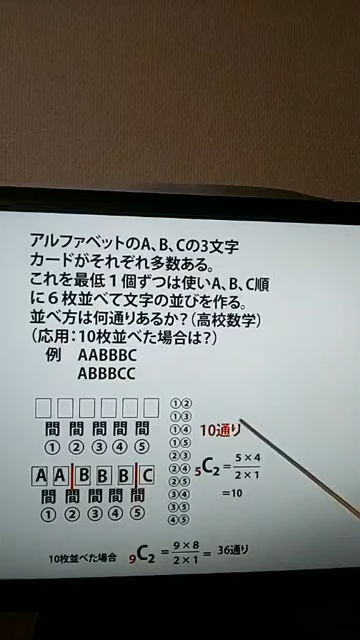 アルファベットのA、B、Cの3文字
カードがそれぞれ多数ある。
これを最低１個ずつは使いA、B、C順
に６枚並べて文字の並びを作る。
並べ方は何通りあるか？(高校数学)
(応用：10枚並べた場合は？)
例　AABBBC
ABBBCC
間 間 間 間 間
① ② ③ ④ ⑤
A A B B B C
間 間 間 間 間
① ② ③ ④ ⑤
①②
①③
①④
①⑤
②③
②④
②⑤
③④
③⑤
④⑤
10通り
₅C₂ = 5×4 / 2×1
=10
10枚並べた場合 ₉C₂ = 9×8 / 2×1 = 36通り